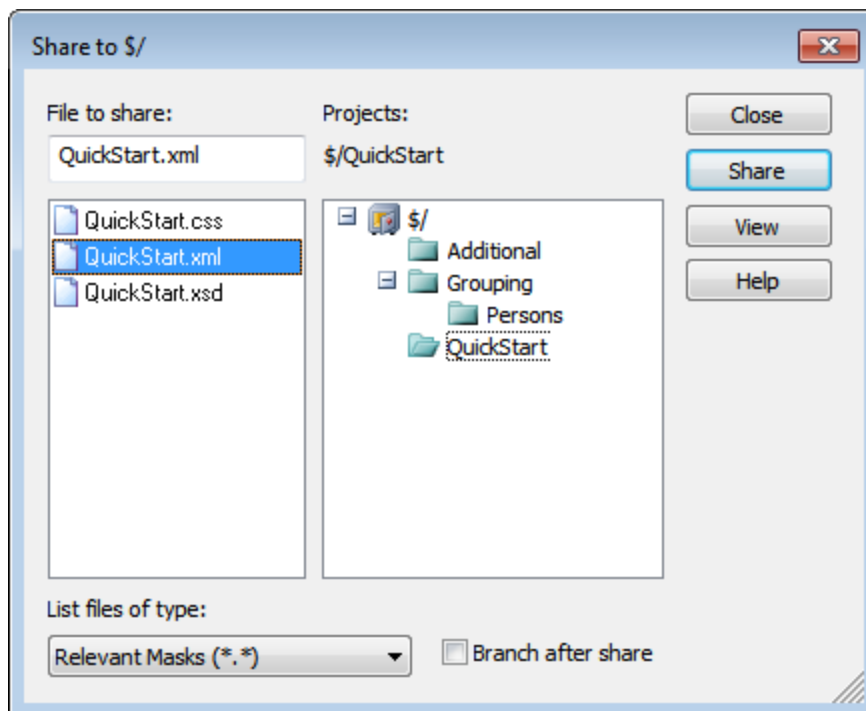 Share to $/
File to share:
QuickStart.xml
QuickStart.css
QuickStart.xml
QuickStart.xsd
Projects:
$/QuickStart
$/
Additional
Grouping
Persons
QuickStart
Close
Share
View
Help
List files of type:
Relevant Masks (*.*)
Branch after share